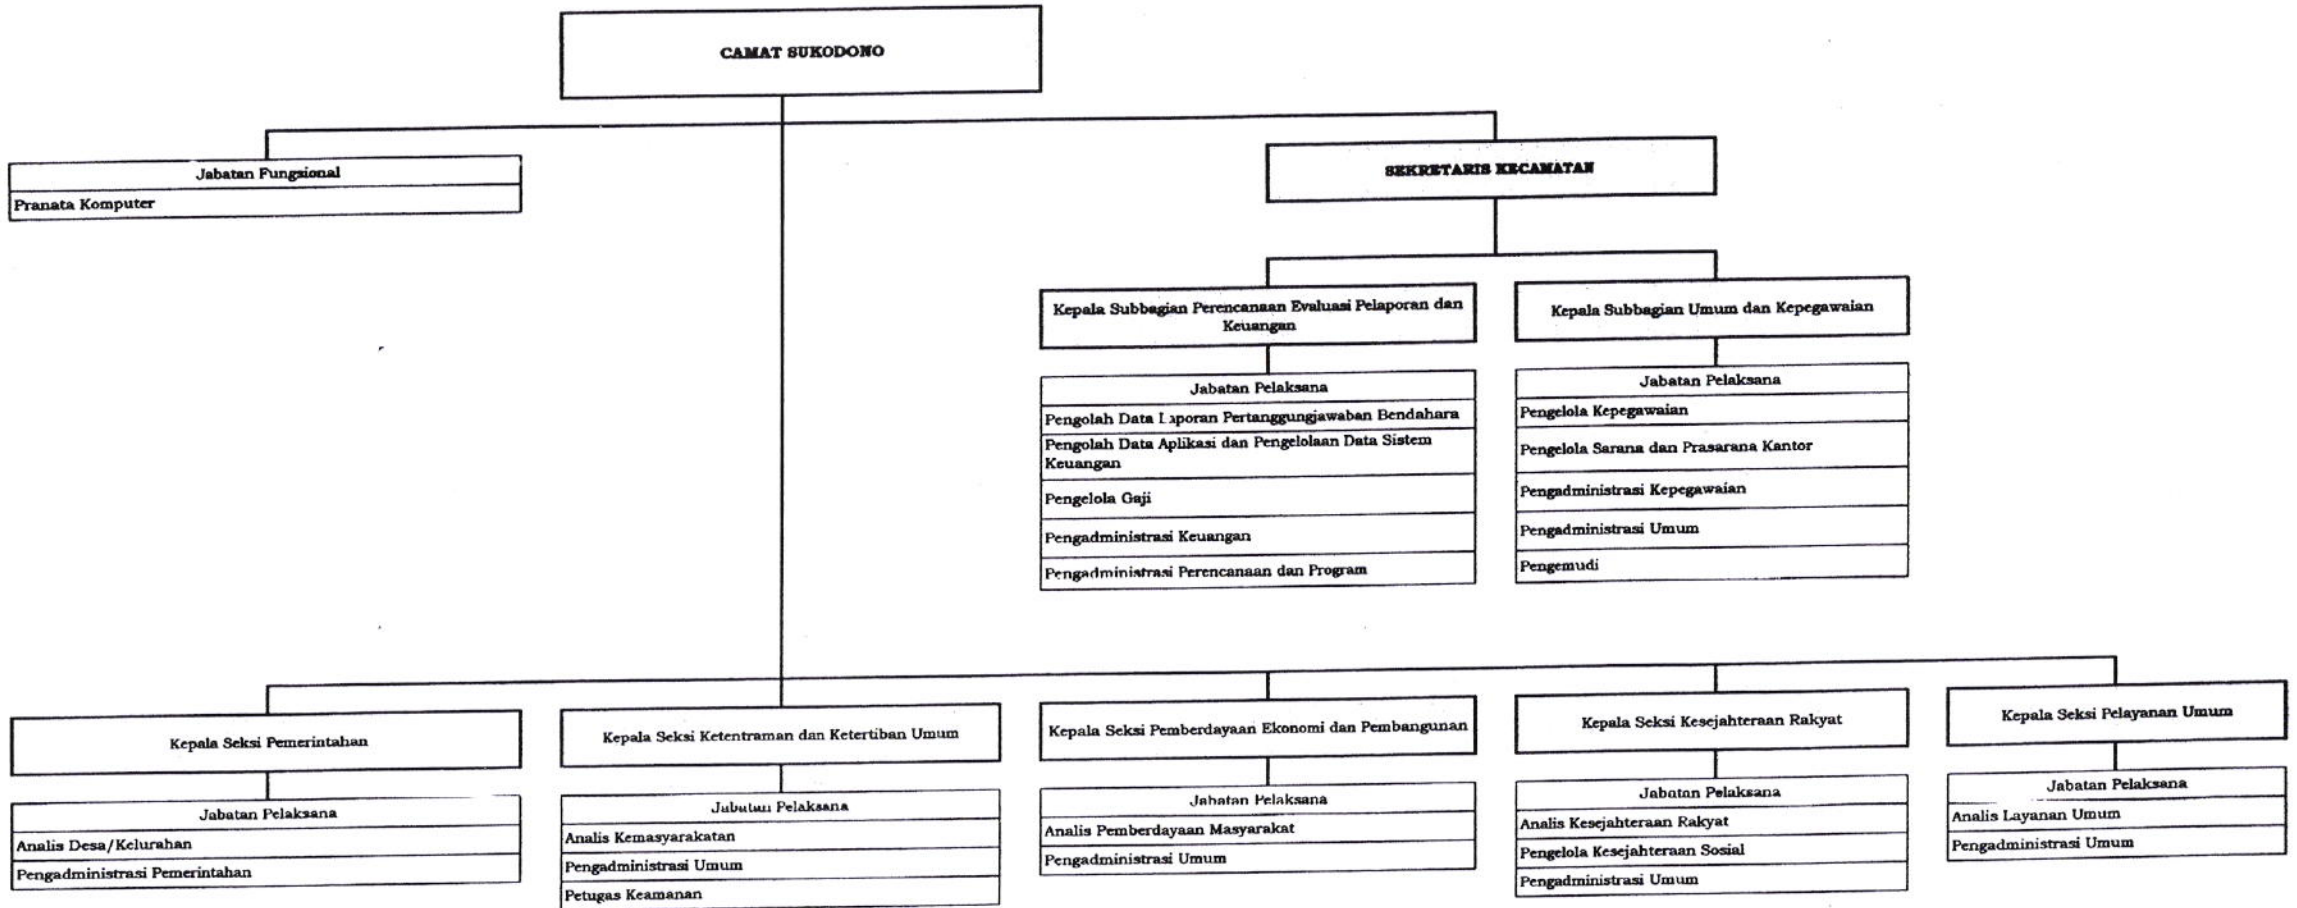 CAMAT SUKODONO
Jabatan Fungsional
Pranata Komputer
SEKRETARIS KECAMATAN
Kepala Subbagian Perencanaan Evaluasi Pelaporan dan
Keuangan
Jabatan Pelaksana
Pengolah Data Laporan Pertanggungjawaban Bendahara
Pengolah Data Aplikasi dan Pengelolaan Data Sistem
Keuangan
Pengelola Gaji
Pengadministrasi Keuangan
Pengadministrasi Perencanaan dan Program
Kepala Subbagian Umum dan Kepegawaian
Jabatan Pelaksana
Pengelola Kepegawaian
Pengelola Sarana dan Prasarana Kantor
Pengadministrasi Kepegawaian
Pengadministrasi Umum
Pengemudi
Kepala Seksi Pemerintahan
Jabatan Pelaksana
Analis Desa/Kelurahan
Pengadministrasi Pemerintahan
Kepala Seksi Ketentraman dan Ketertiban Umum
Jabatan Pelaksana
Analis Kemasyarakatan
Pengadministrasi Umum
Petugas Keamanan
Kepala Seksi Pemberdayaan Ekonomi dan Pembangunan
Jabatan Pelaksana
Analis Pemberdayaan Masyarakat
Pengadministrasi Umum
Kepala Seksi Kesejahteraan Rakyat
Jabatan Pelaksana
Analis Kesejahteraan Rakyat
Pengelola Kesejahteraan Sosial
Pengadministrasi Umum
Kepala Seksi Pelayanan Umum
Jabatan Pelaksana
Analis Layanan Umum
Pengadministrasi Umum